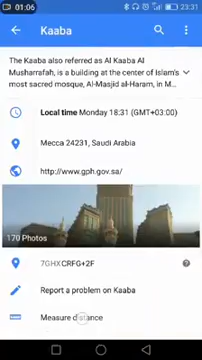 01:06
23:31
Kaaba
The Kaaba also referred as Al Kaaba Al
Musharrafah, is a building at the center of Islam's
most sacred mosque, Al-Masjid al-Haram, in M...
Local time Monday 18:31 (GMT+03:00)
Mecca 24231, Saudi Arabia
http://www.gph.gov.sa/
170 Photos
7GHXCRFG+2F
Report a problem on Kaaba
Measure distance